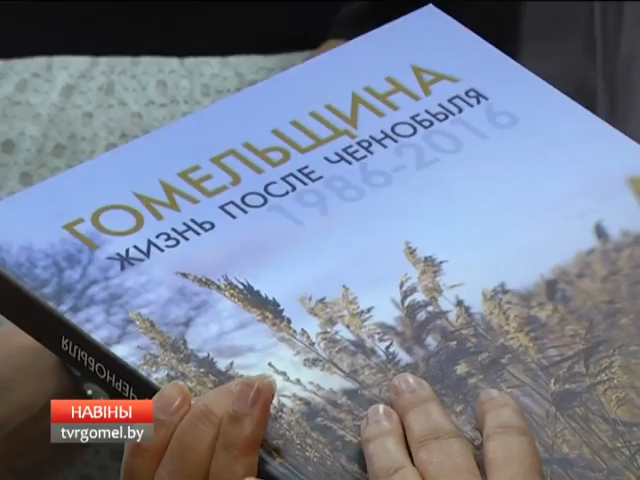 ГОМЕЛЬЩИНА
ЖИЗНЬ ПОСЛЕ ЧЕРНОБЫЛЯ
1986-2016
ЧЕРНОБЫЛЯ
НАВІНЫ
tvrgomel.by